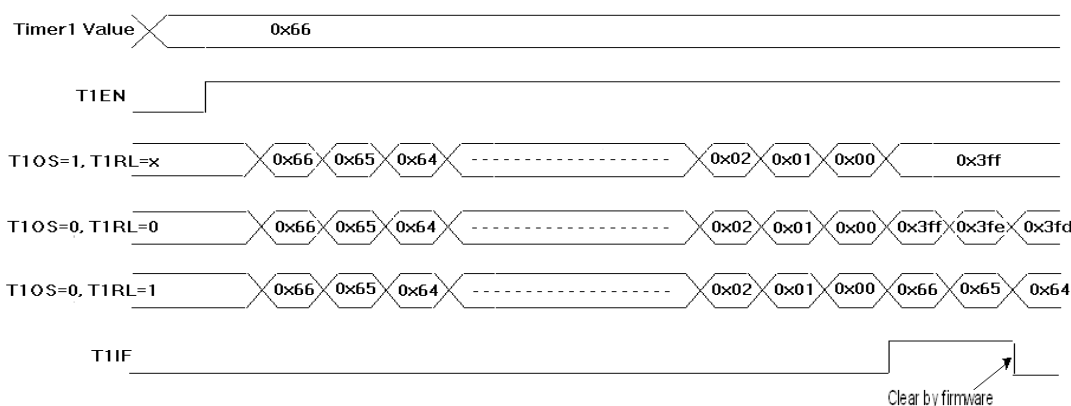 Timer1 Value 0x66
T1EN
T1OS=1, T1RL=x 0x66 0x65 0x64 0x02 0x01 0x00 0x3ff
T1OS=0, T1RL=0 0x66 0x65 0x64 0x02 0x01 0x00 0x3ff 0x3fe 0x3fd
T1OS=0, T1RL=1 0x66 0x65 0x64 0x02 0x01 0x00 0x66 0x65 0x64
T1IF
Clear by firmware